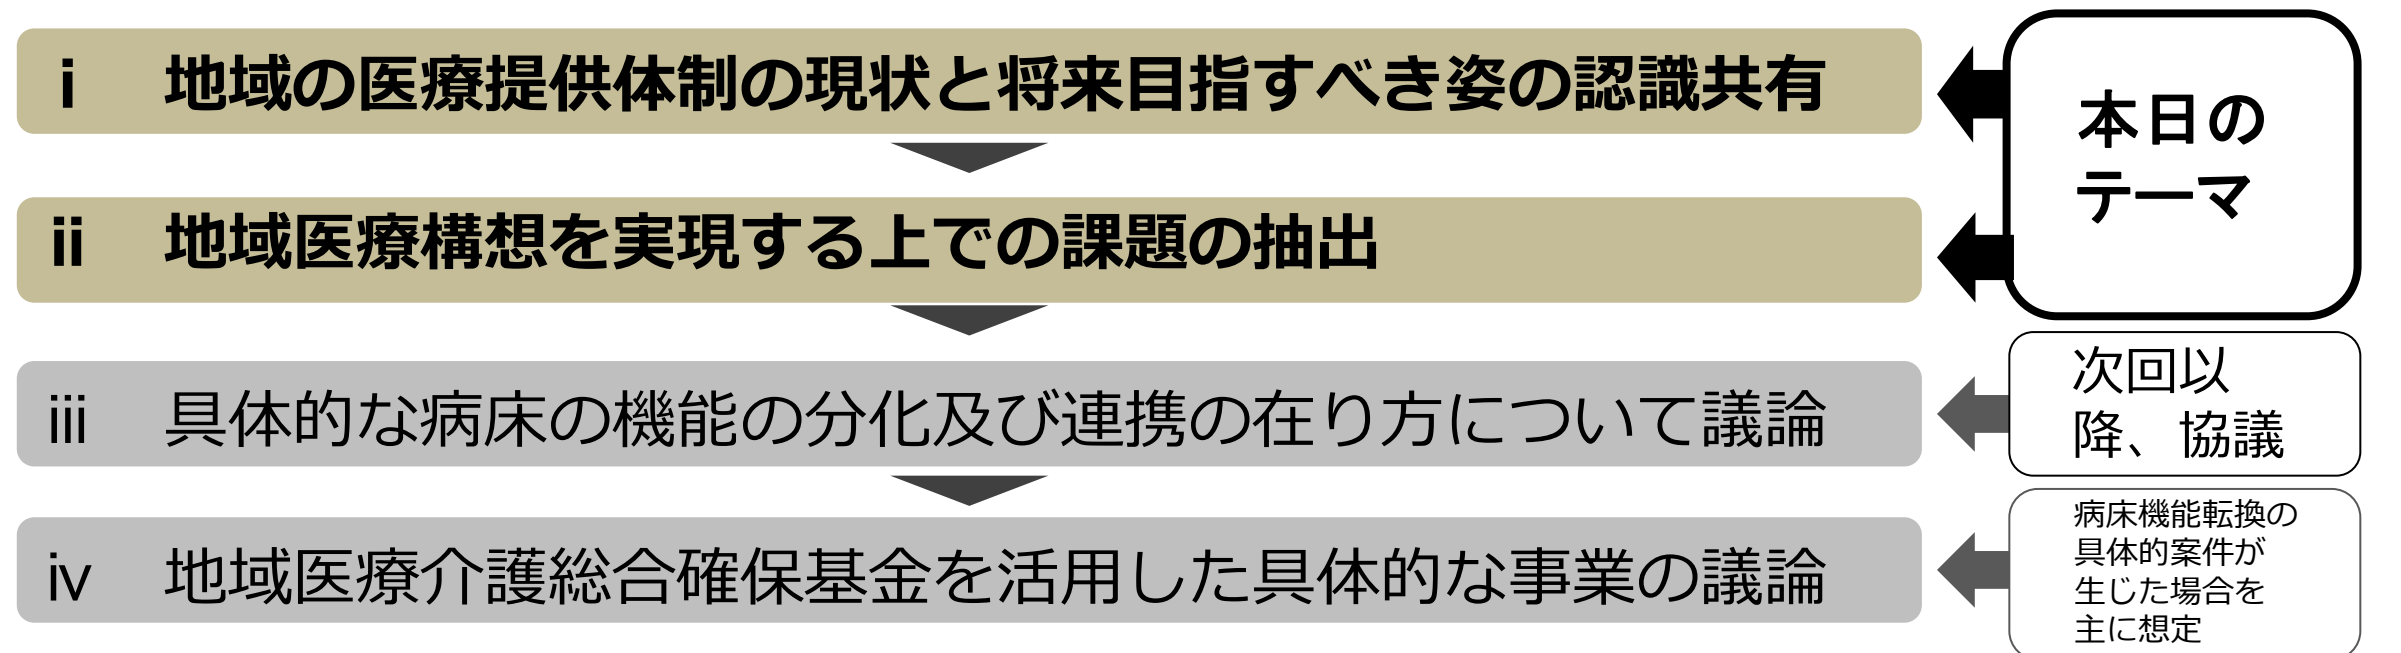 i 地域の医療提供体制の現状と将来目指すべき姿の認識共有
ii 地域医療構想を実現する上での課題の抽出
本日の
テーマ
iii 具体的な病床の機能の分化及び連携の在り方について議論
次回以
降、協議
iv 地域医療介護総合確保基金を活用した具体的な事業の議論
病床機能転換の
具体的案件が
生じた場合を
主に想定